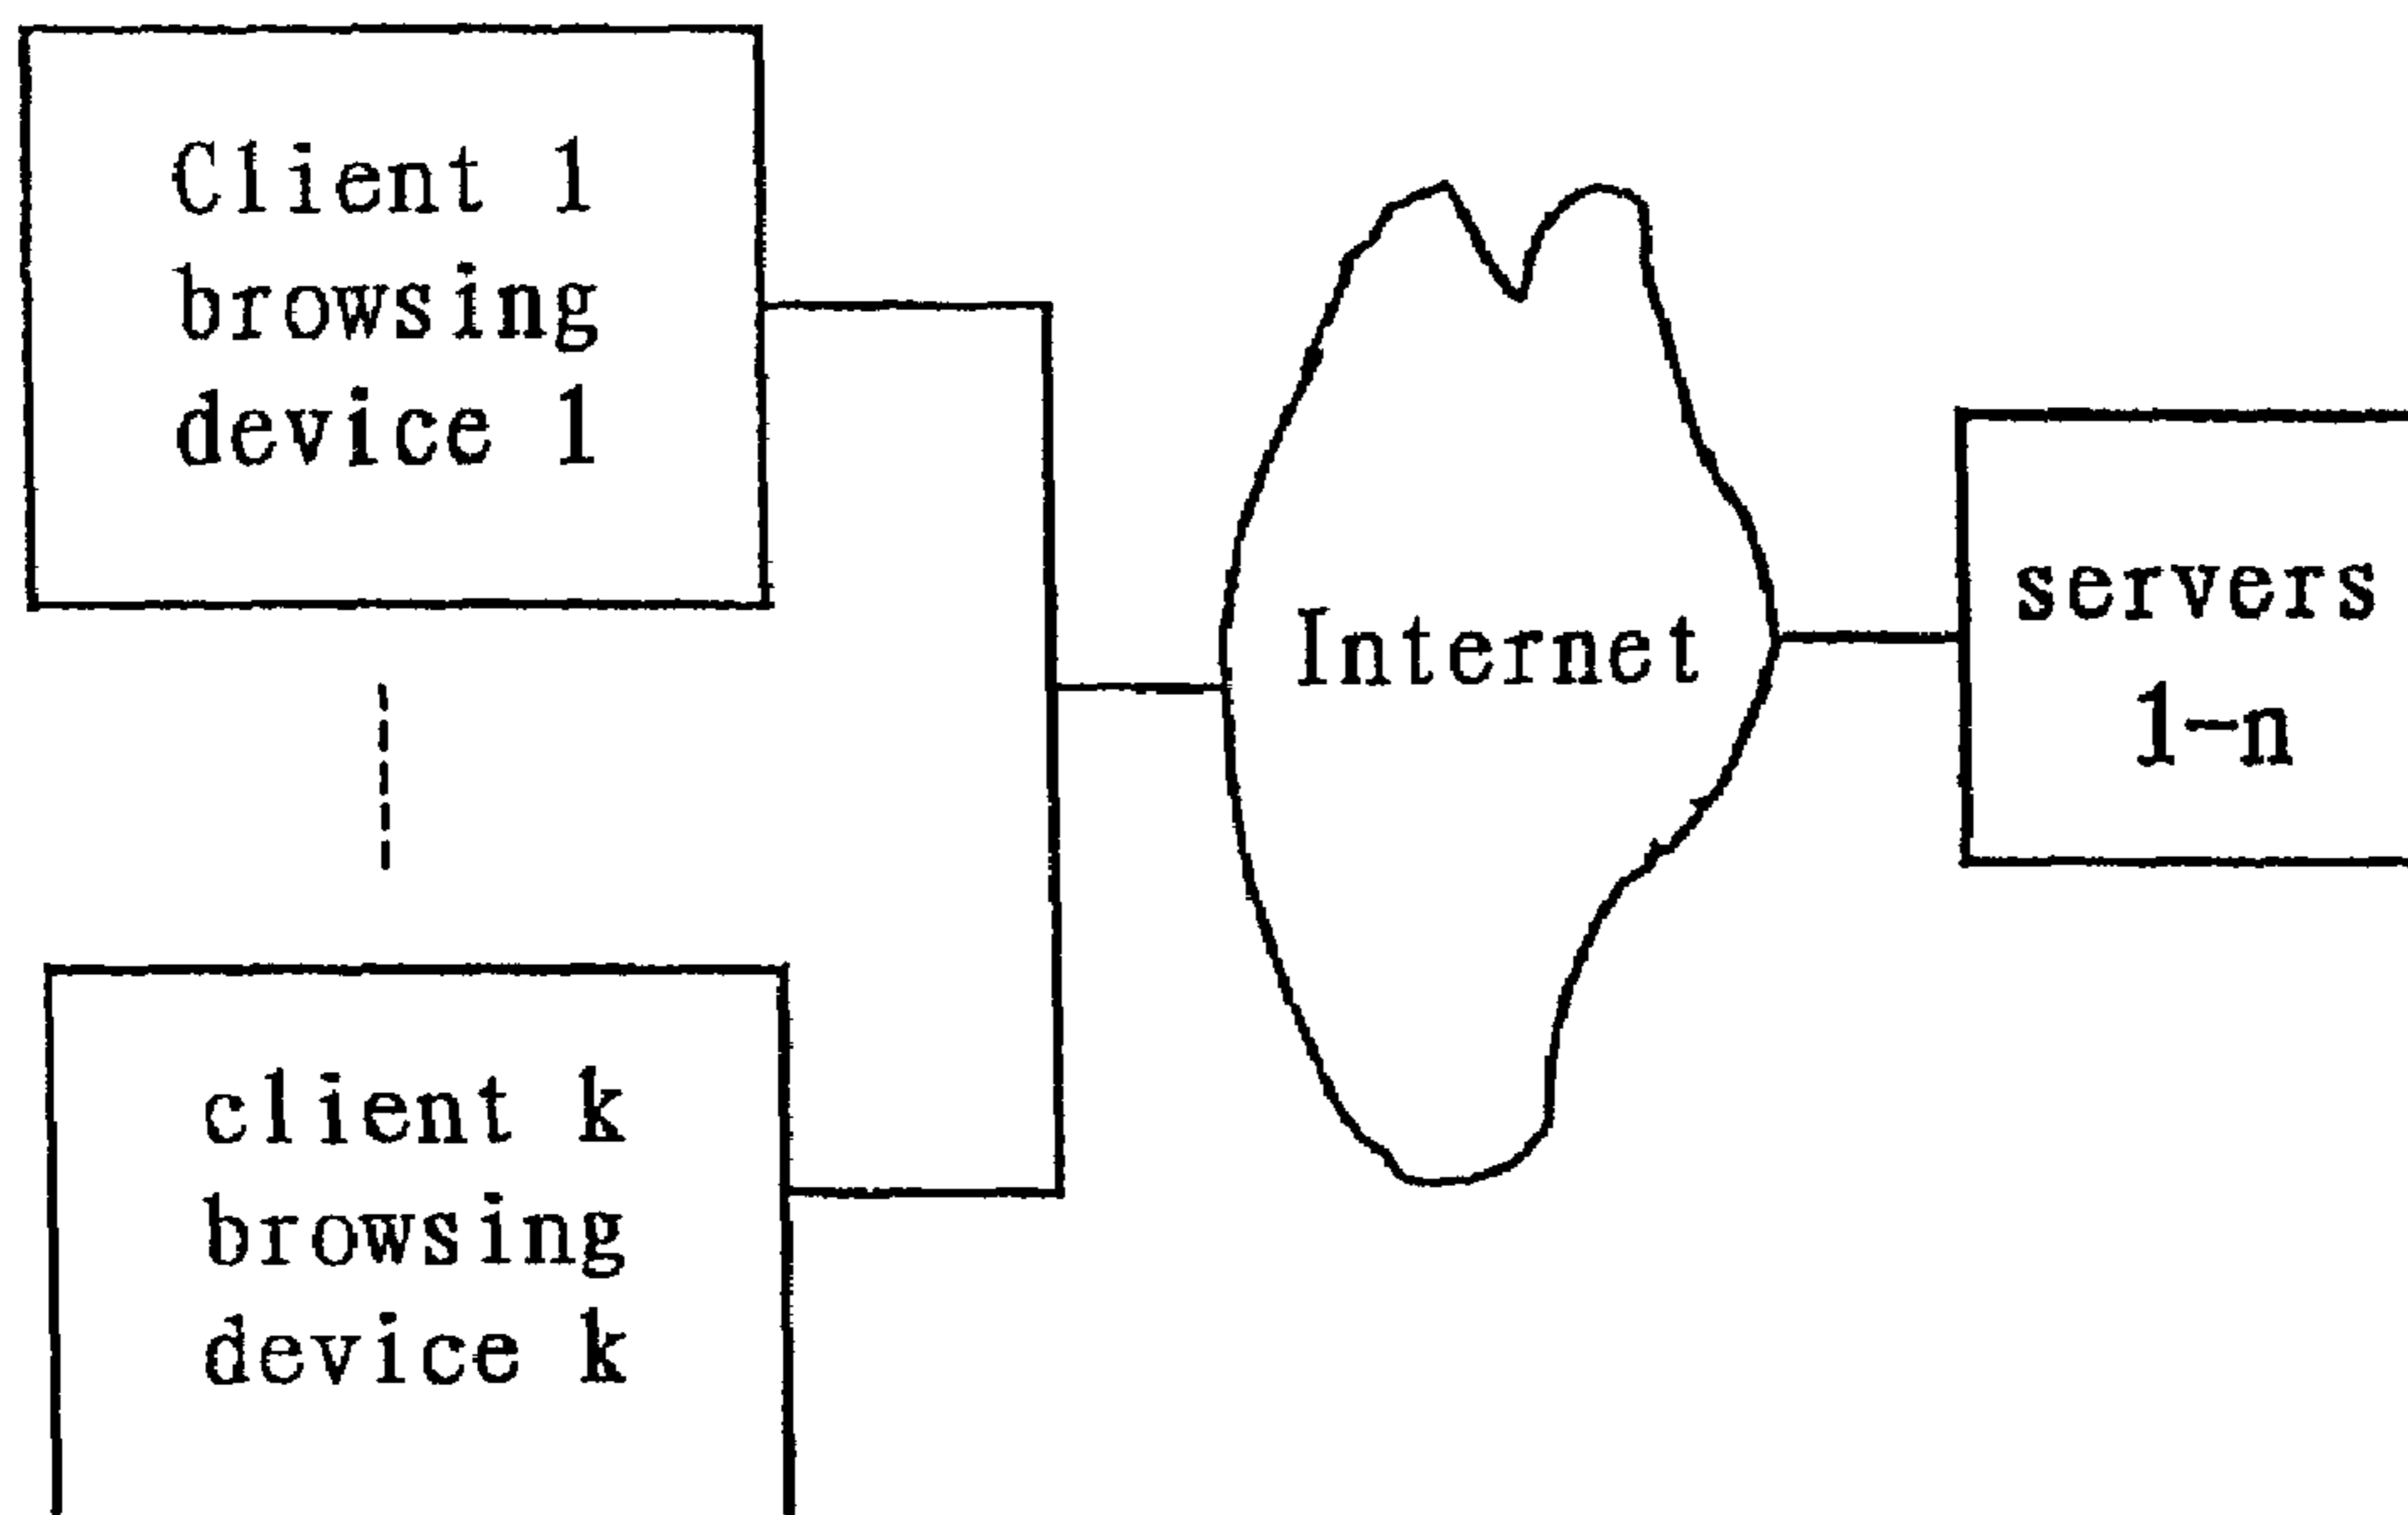 Client 1
browsing
device 1
Internet
servers
1-n
client k
browsing
device k